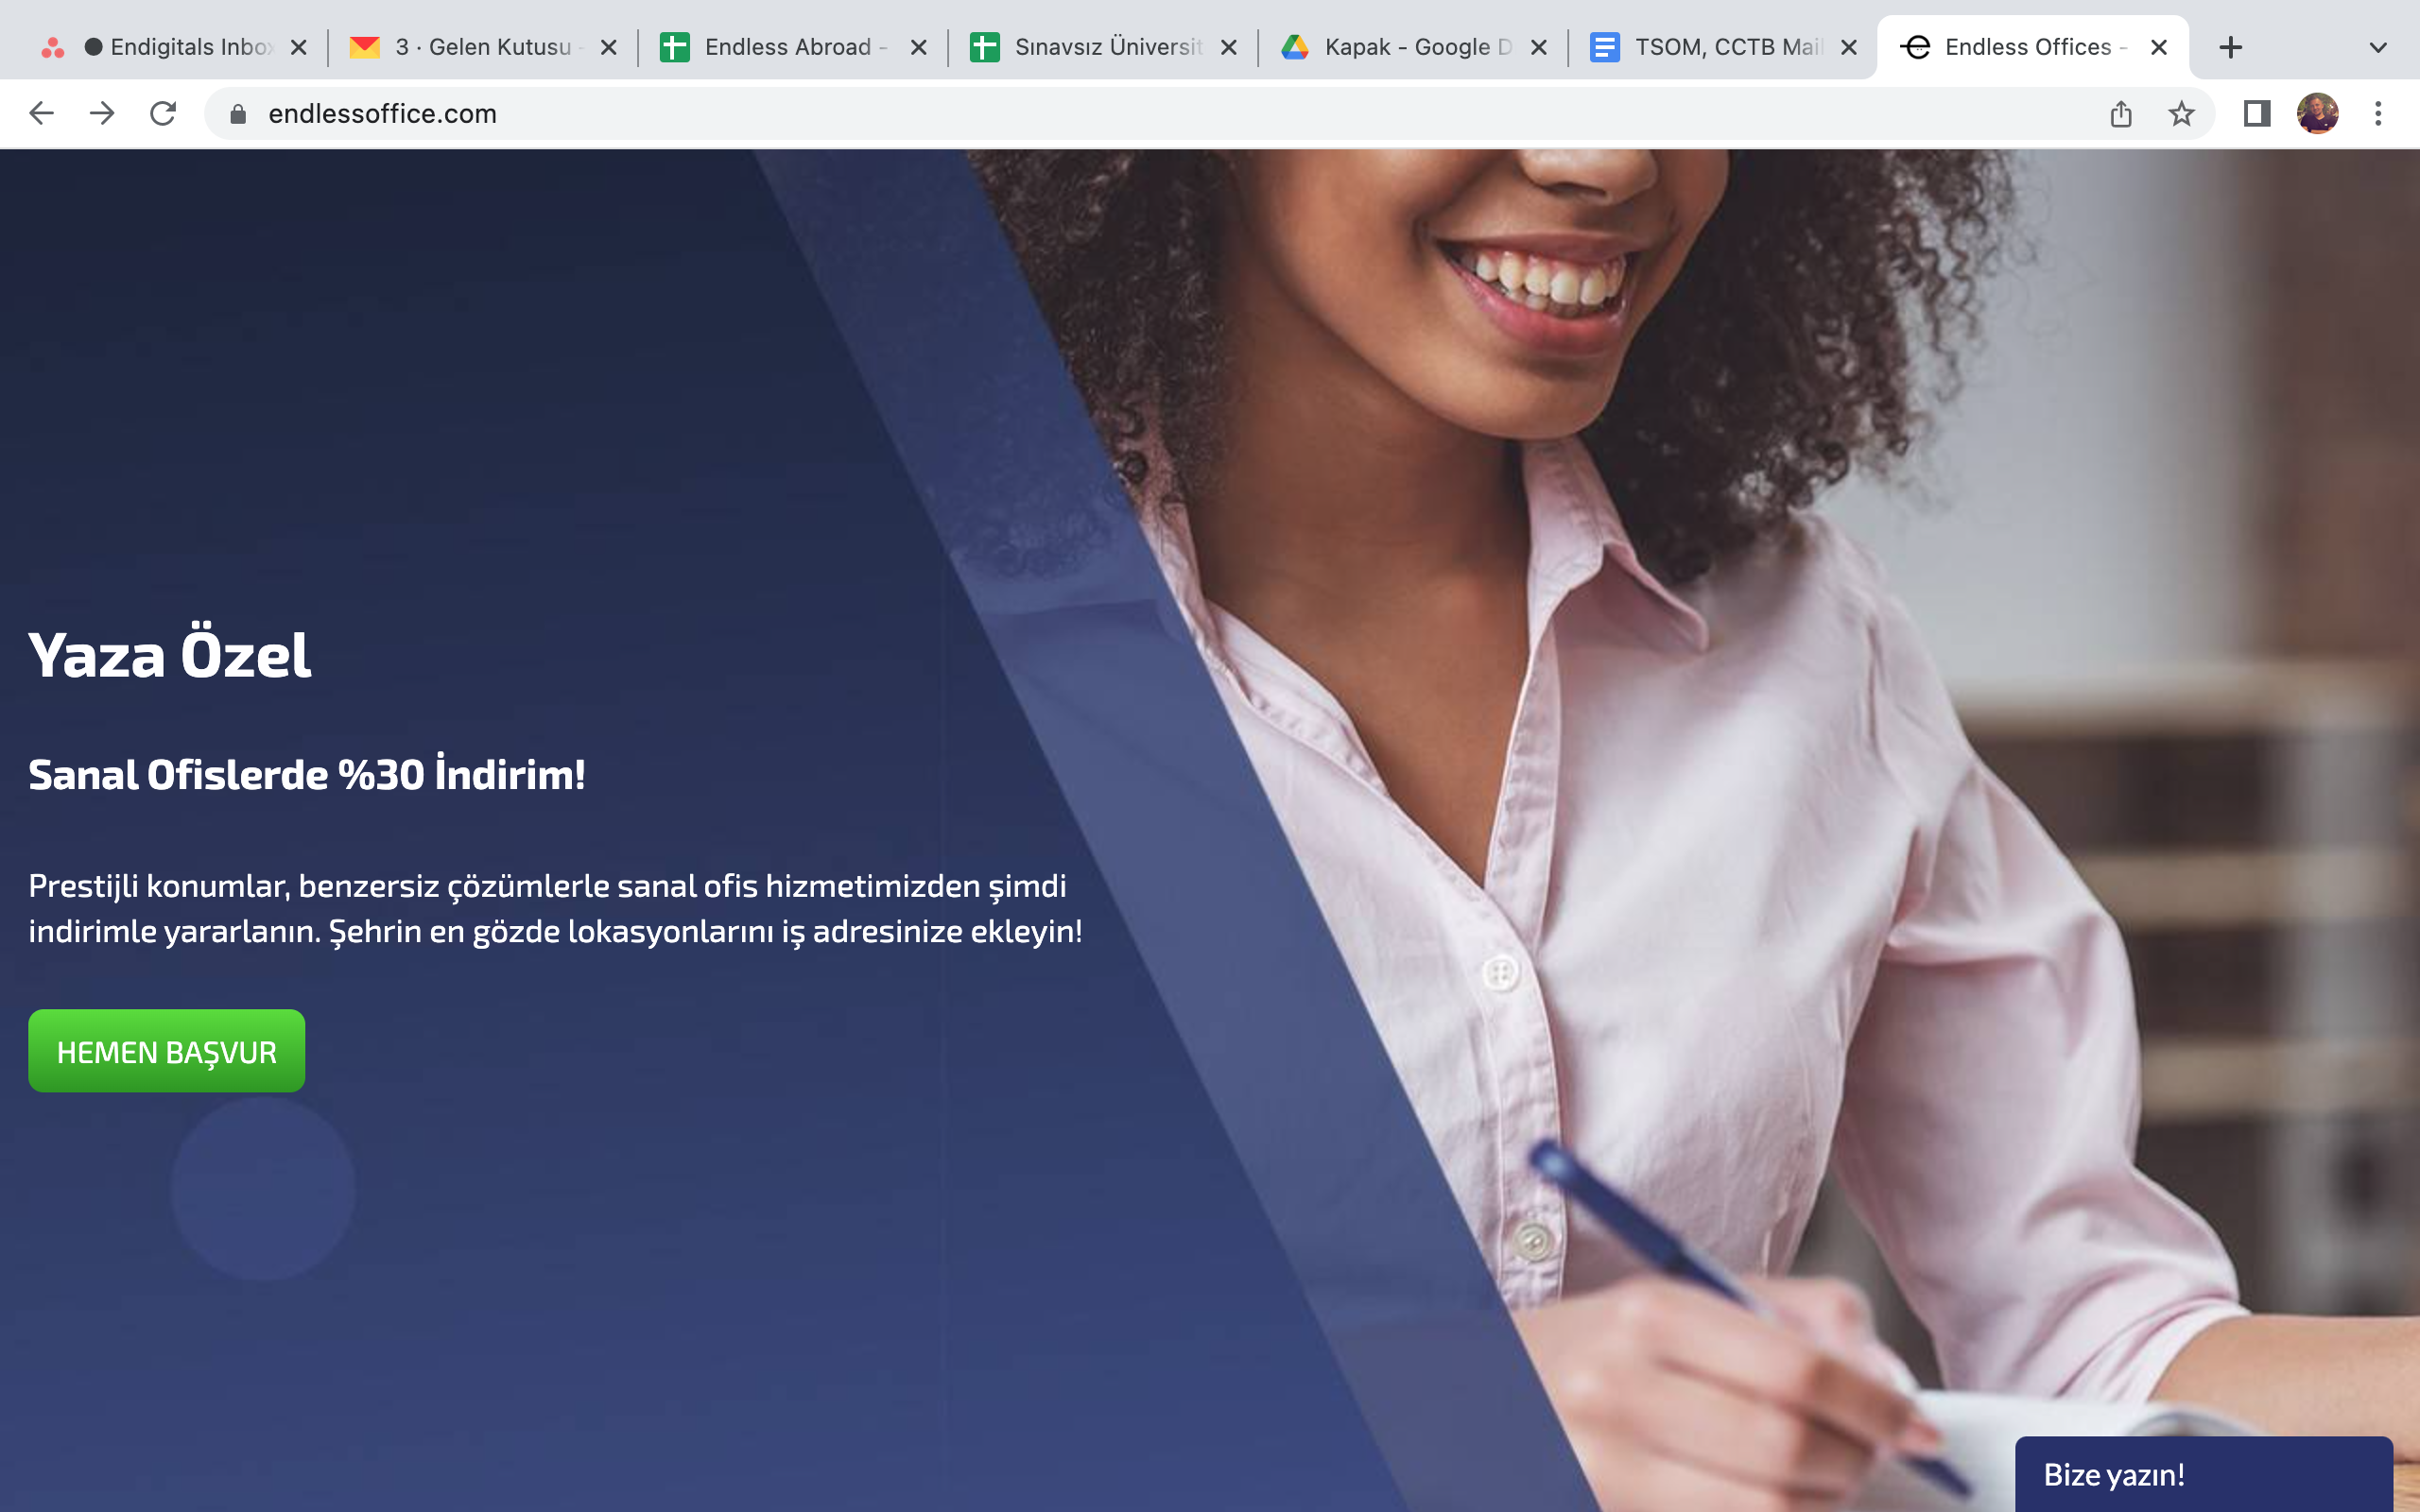 Endigitals Inbox
3 · Gelen Kutusu -
Endless Abroad -
Sınavsız Üniversit
Kapak - Google D
TSOM, CCTB Mail
Endless Offices -
endlessoffice.com
Yaza Özel
Sanal Ofislerde %30 İndirim!
Prestijli konumlar, benzersiz çözümlerle sanal ofis hizmetimizden şimdi
indirimle yararlanın. Şehrin en gözde lokasyonlarını iş adresinize ekleyin!
HEMEN BAŞVUR
Bize yazın!